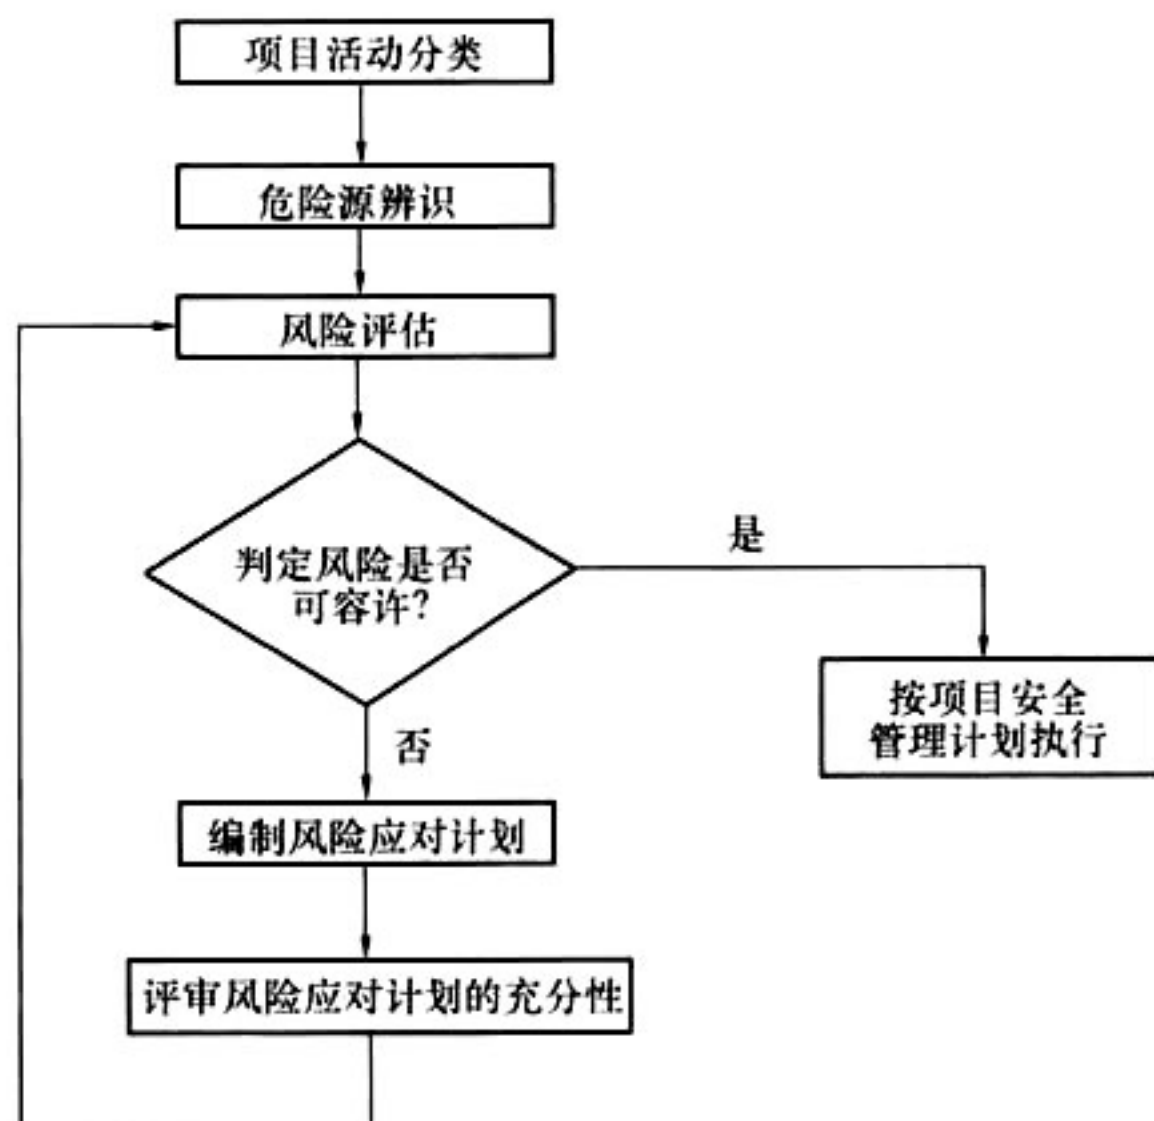 项目活动分类
危险源辨识
风险评估
判定风险是否
可容许?
是
按项目安全
管理计划执行
否
编制风险应对计划
评审风险应对计划的充分性